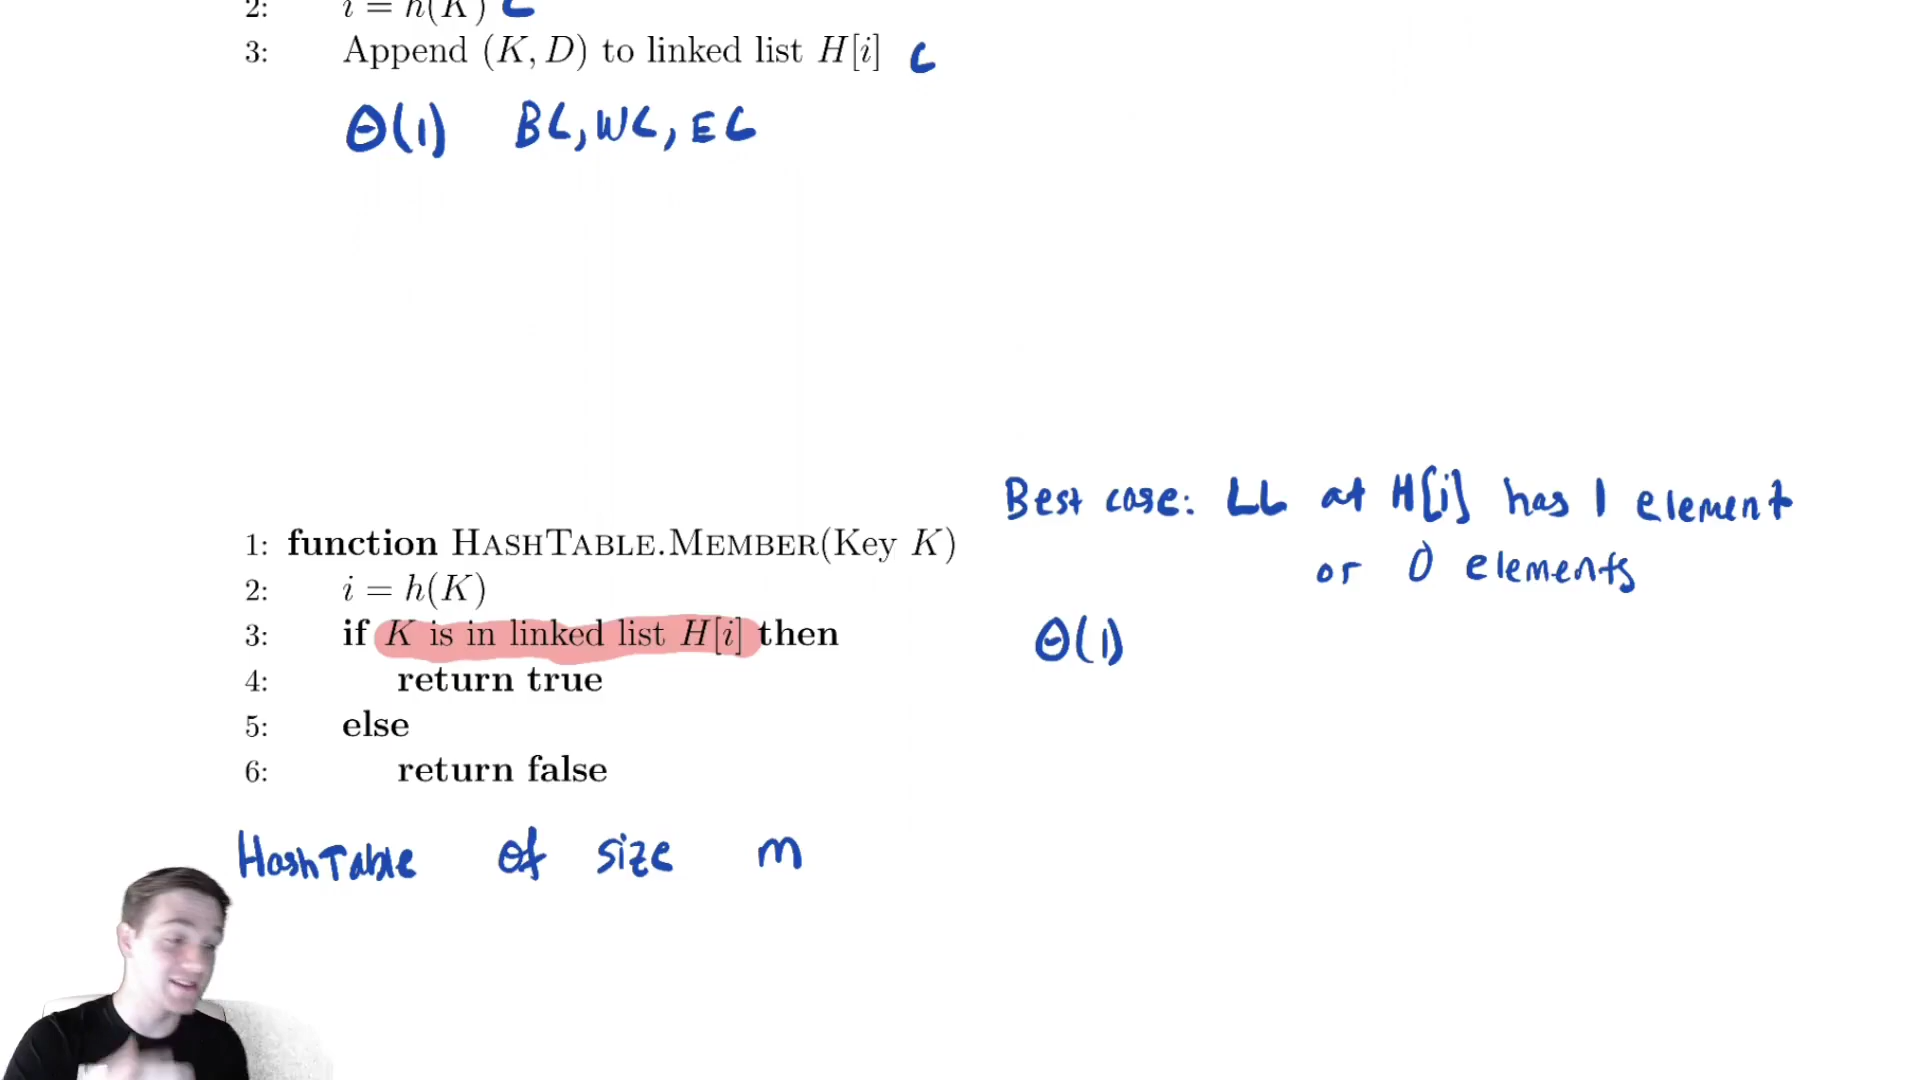 2: i = h(K) C
3: Append (K, D) to linked list H[i] C
Θ(1) BC, WC, EC
Best case: LL at H[i] has 1 element
or 0 elements
Θ(1)
1: function HASHTABLE.MEMBER(Key K)
2: i = h(K)
3: if K is in linked list H[i] then
4: return true
5: else
6: return false
HashTable of size m